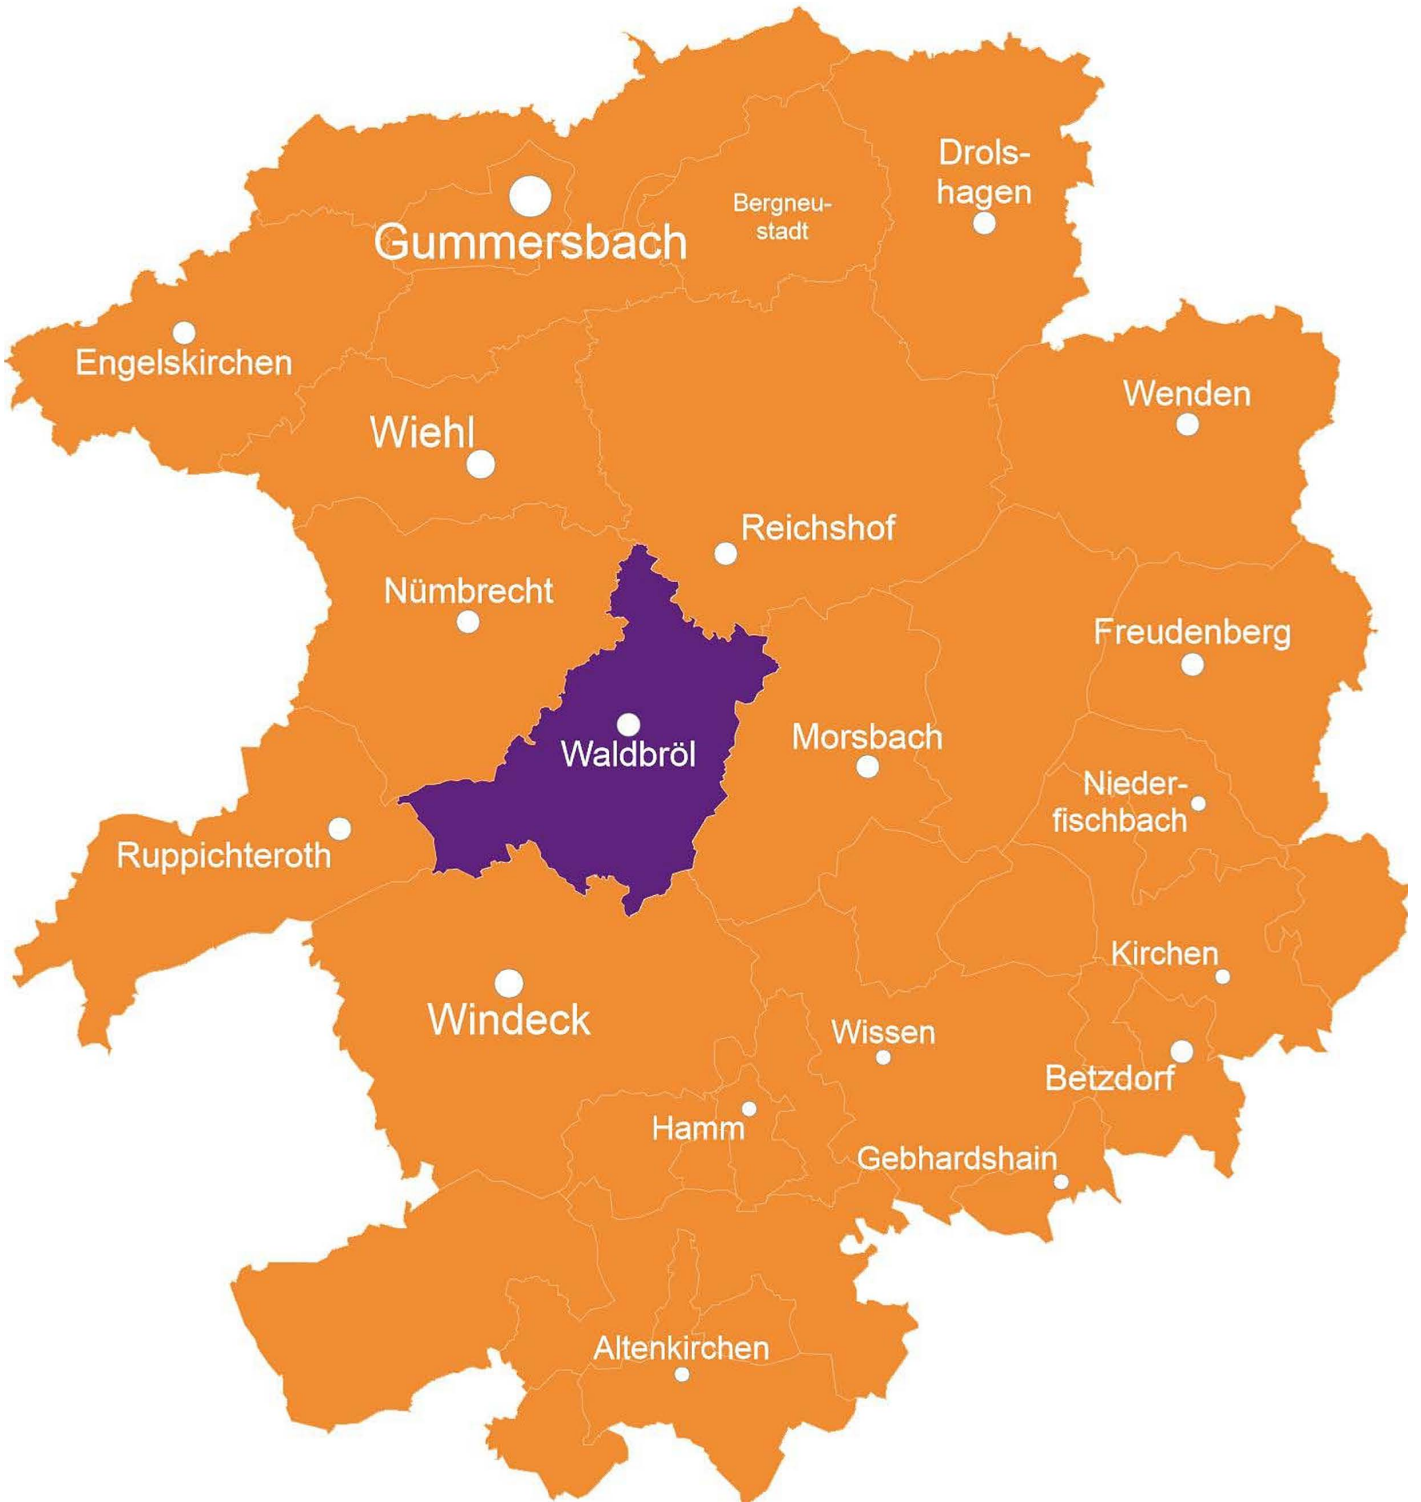 Drols-
hagen
Bergneu-
stadt
Gummersbach
Engelskirchen
Wenden
Wiehl
Reichshof
Nümbrecht
Freudenberg
Morsbach
Waldbröl
Nieder-
fischbach
Ruppichteroth
Kirchen
Windeck
Wissen
Betzdorf
Hamm
Gebhardshain
Altenkirchen